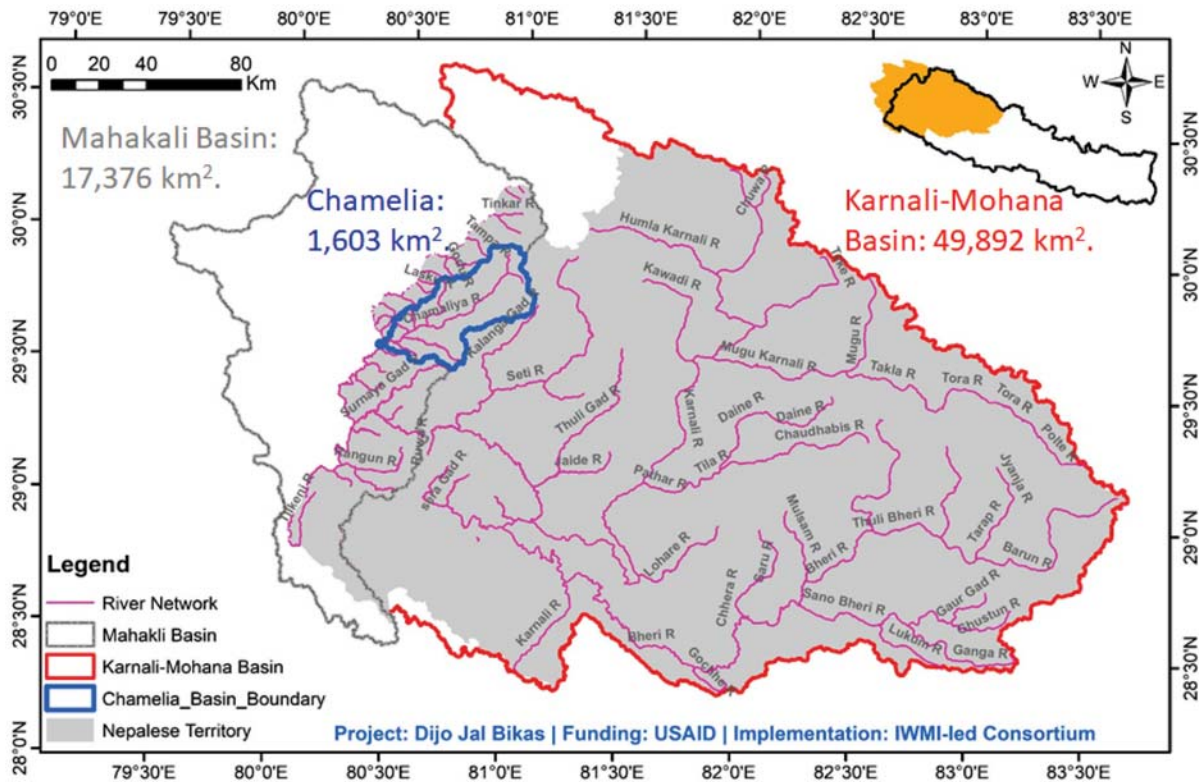 79°0'E 79°30'E 80°0'E 80°30'E 81°0'E 81°30'E 82°0'E 82°30'E 83°0'E 83°30'E
0 20 40 80
Km
N
W E
S
30°30'N
30°30'N
Mahakali Basin:
17,376 km².
Chamelia:
1,603 km².
Karnali-Mohana
Basin: 49,892 km².
Tinkar R
Chuwa R
Humla Karnali R
30°0'N
30°0'N
Kawadi R
Chamaliya R
Kalanga Gad R
Mugu R
29°30'N
29°30'N
Mugu Karnali R
Takla R
Tora R
Tora R
Surnaya Gad R
Seti R
Thuli Gad R
Karnali R
Daine R
Daine R
Chaudhabis R
Polte R
Rangun R
Jaide R
Pathar R
Tila R
Jyanja R
29°0'N
29°0'N
Thuli Bheri R
Tarap R
Mulsam R
Bheri R
Barun R
Lohare R
Saru R
Chhera R
Sano Bheri R
Gaur Gad R
Ghustun R
Lukum R
Ganga R
28°30'N
28°30'N
Karnali R
Bheri R
Legend
River Network
Mahakli Basin
Karnali-Mohana Basin
Chamelia_Basin_Boundary
Nepalese Territory
Project: Dijo Jal Bikas | Funding: USAID | Implementation: IWMI-led Consortium
28°0'N
79°30'E 80°0'E 80°30'E 81°0'E 81°30'E 82°0'E 82°30'E 83°0'E